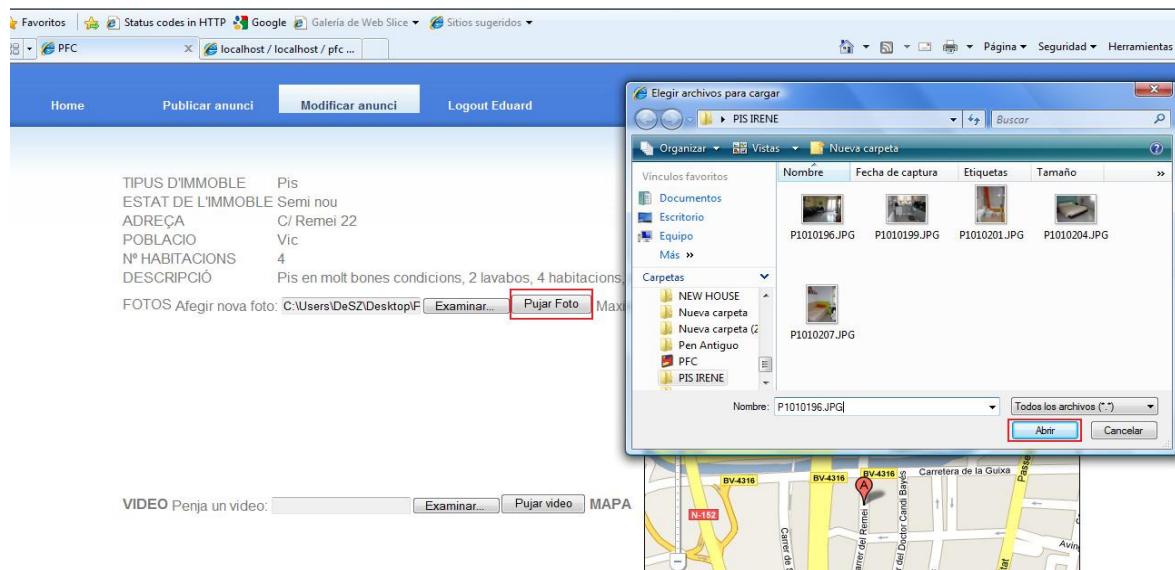 Favoritos Status codes in HTTP Google Galería de Web Slice Sitios sugeridos
PFC localhost / localhost / pfc ... Página Seguridad Herramientas
Home Publicar anunci Modificar anunci Logout Eduard
TIPUS D'IMMOBLE Pis
ESTAT DE L'IMMOBLE Semi nou
ADREÇA C/ Remei 22
POBLACIO Vic
Nº HABITACIONS 4
DESCRIPCIÓ Pis en molt bones condicions, 2 lavabos, 4 habitacions,
FOTOS Afegir nova foto: C:\Users\DeSZ\Desktop\F Examinar... Pujar Foto
VIDEO Penja un video: Examinar... Pujar video MAPA
Elegir archivos para cargar
PIS IRENE Buscar
Organizar Vistas Nueva carpeta
Vínculos favoritos
Documentos
Escritorio
Equipo
Más »
Carpetas
NEW HOUSE
Nueva carpeta
Nueva carpeta (2
Pen Antiguo
PFC
PIS IRENE
Nombre Fecha de captura Etiquetas Tamaño »
P1010196.JPG P1010199.JPG P1010201.JPG P1010204.JPG
P1010207.JPG
Nombre: P1010196.JPG Todos los archivos (*.*)
Abrir Cancelar
BV-4316 BV-4316 BV-4316 Carretera de la Guixa
A
N-152
Carrer de
del Remei
del Doctor Candi Bayés